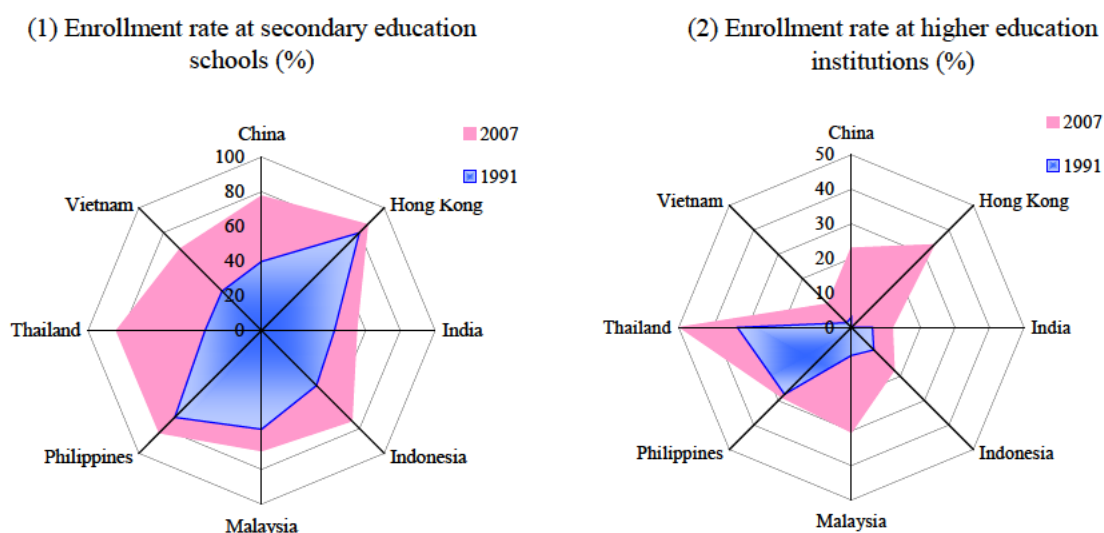 (1) Enrollment rate at secondary education
schools (%)
China
2007
1991
100
80
60
40
20
0
Vietnam
Hong Kong
Thailand
India
Philippines
Indonesia
Malaysia
(2) Enrollment rate at higher education
institutions (%)
China
2007
1991
50
40
30
20
10
0
Vietnam
Hong Kong
Thailand
India
Philippines
Indonesia
Malaysia